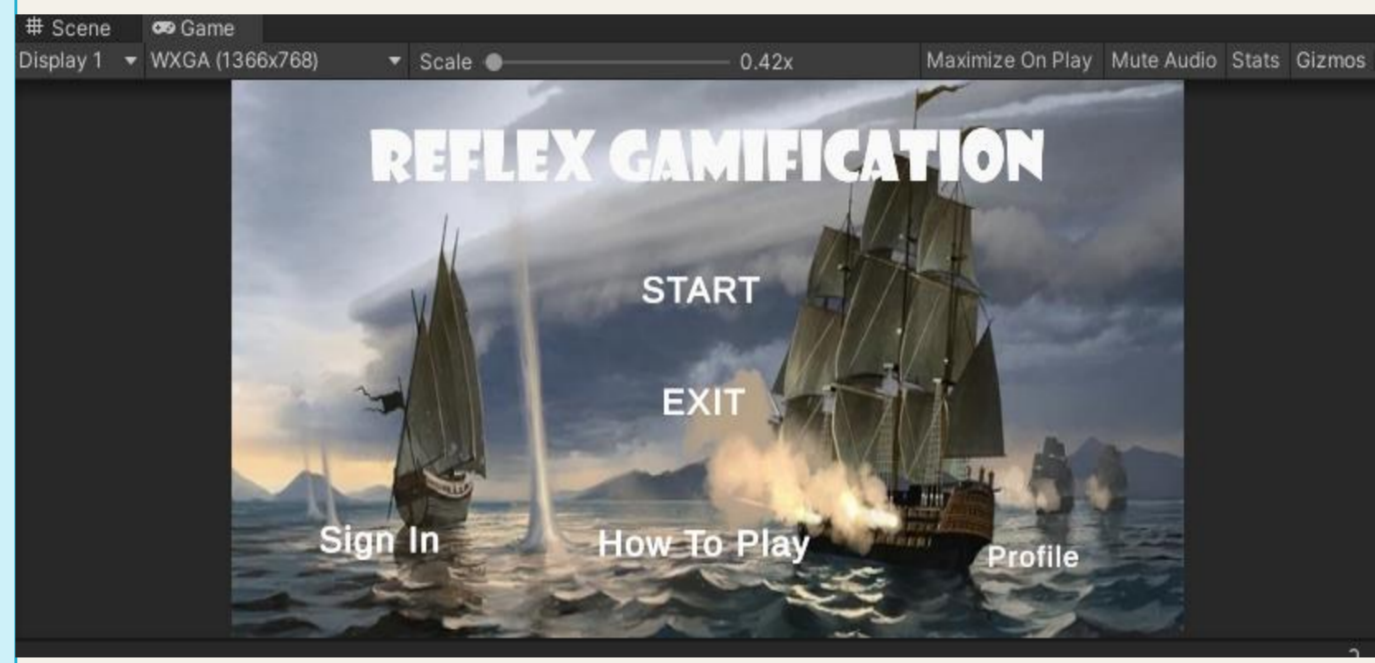 Scene Game
Display 1 WXGA (1366x768) Scale 0.42x Maximize On Play Mute Audio Stats Gizmos
REFLEX GAMIFICATION
START
EXIT
Sign In How To Play Profile